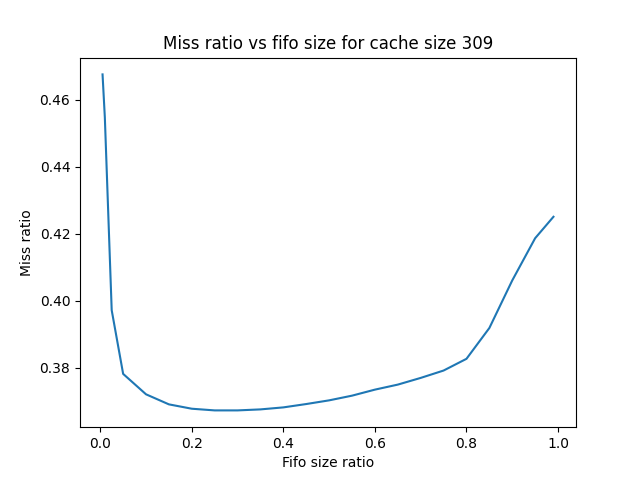 Miss ratio vs fifo size for cache size 309
Miss ratio
0.46
0.44
0.42
0.40
0.38
0.0 0.2 0.4 0.6 0.8 1.0
Fifo size ratio